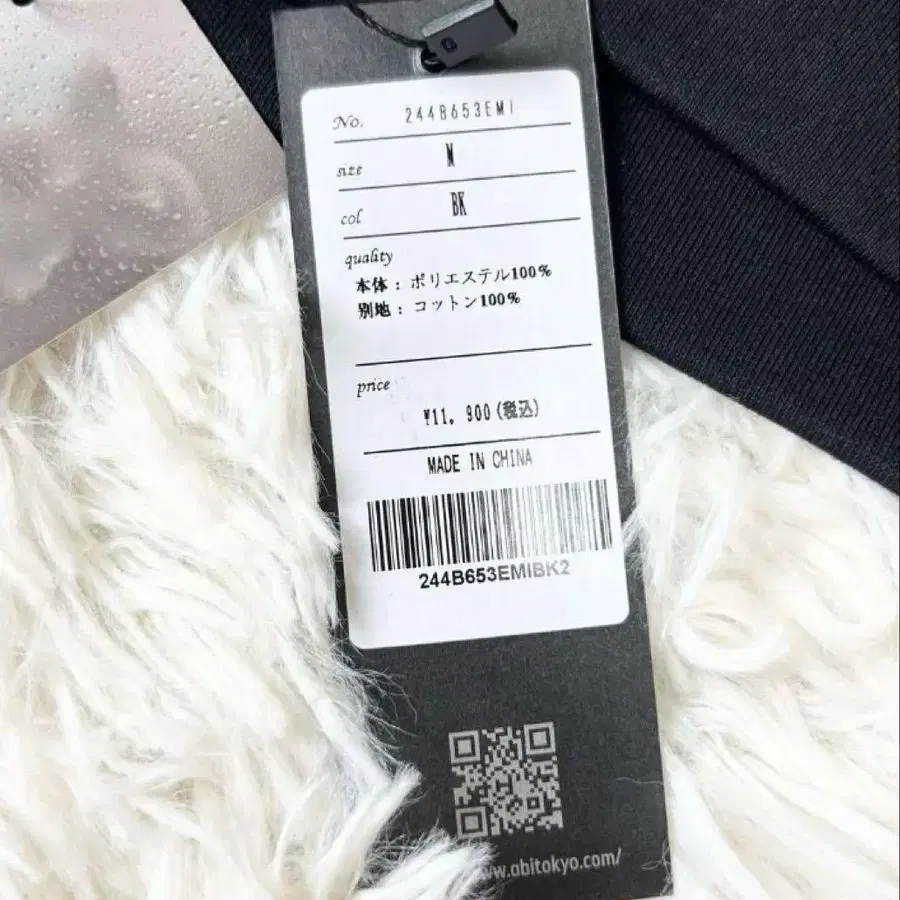 No. 244B653EMI
size M
col BK
quality
本体：ポリエステル100%
別地：コットン100%
price
¥11,900(税込)
MADE IN CHINA
244B653EMIBK2
www.abitokyo.com/